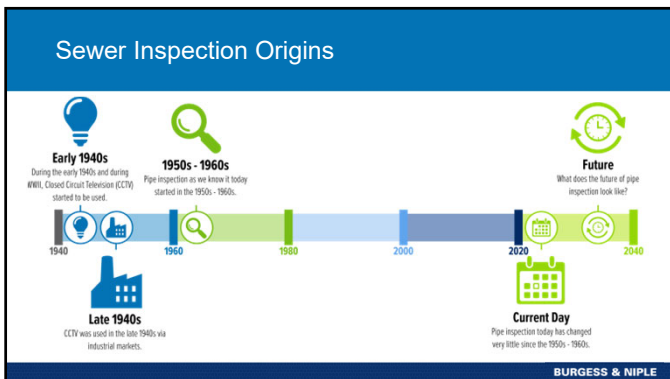 Sewer Inspection Origins
Early 1940s
During the early 1940s and during
WWII, Closed Circuit Television (CCTV)
started to be used.
1950s - 1960s
Pipe inspection as we know it today
started in the 1950s - 1960s.
Future
What does the future of pipe
inspection look like?
1940
1960
1980
2000
2020
2040
Late 1940s
CCTV was used in the late 1940s via
industrial markets.
Current Day
Pipe inspection today has changed
very little since the 1950s - 1960s.
BURGESS & NIPLE